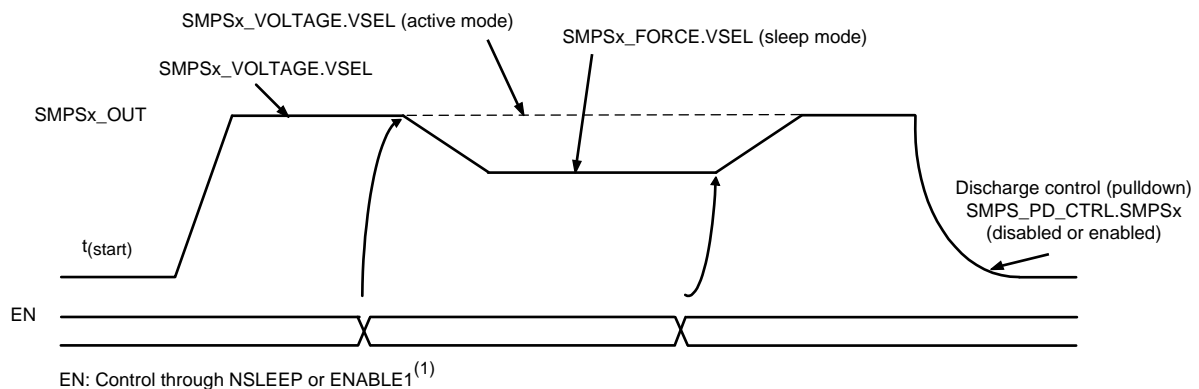 SMPSx_VOLTAGE.VSEL (active mode)
SMPSx_FORCE.VSEL (sleep mode)
SMPSx_VOLTAGE.VSEL
SMPSx_OUT
Discharge control (pulldown)
SMPS_PD_CTRL.SMPSx
(disabled or enabled)
t(start)
EN
EN: Control through NSLEEP or ENABLE1(1)